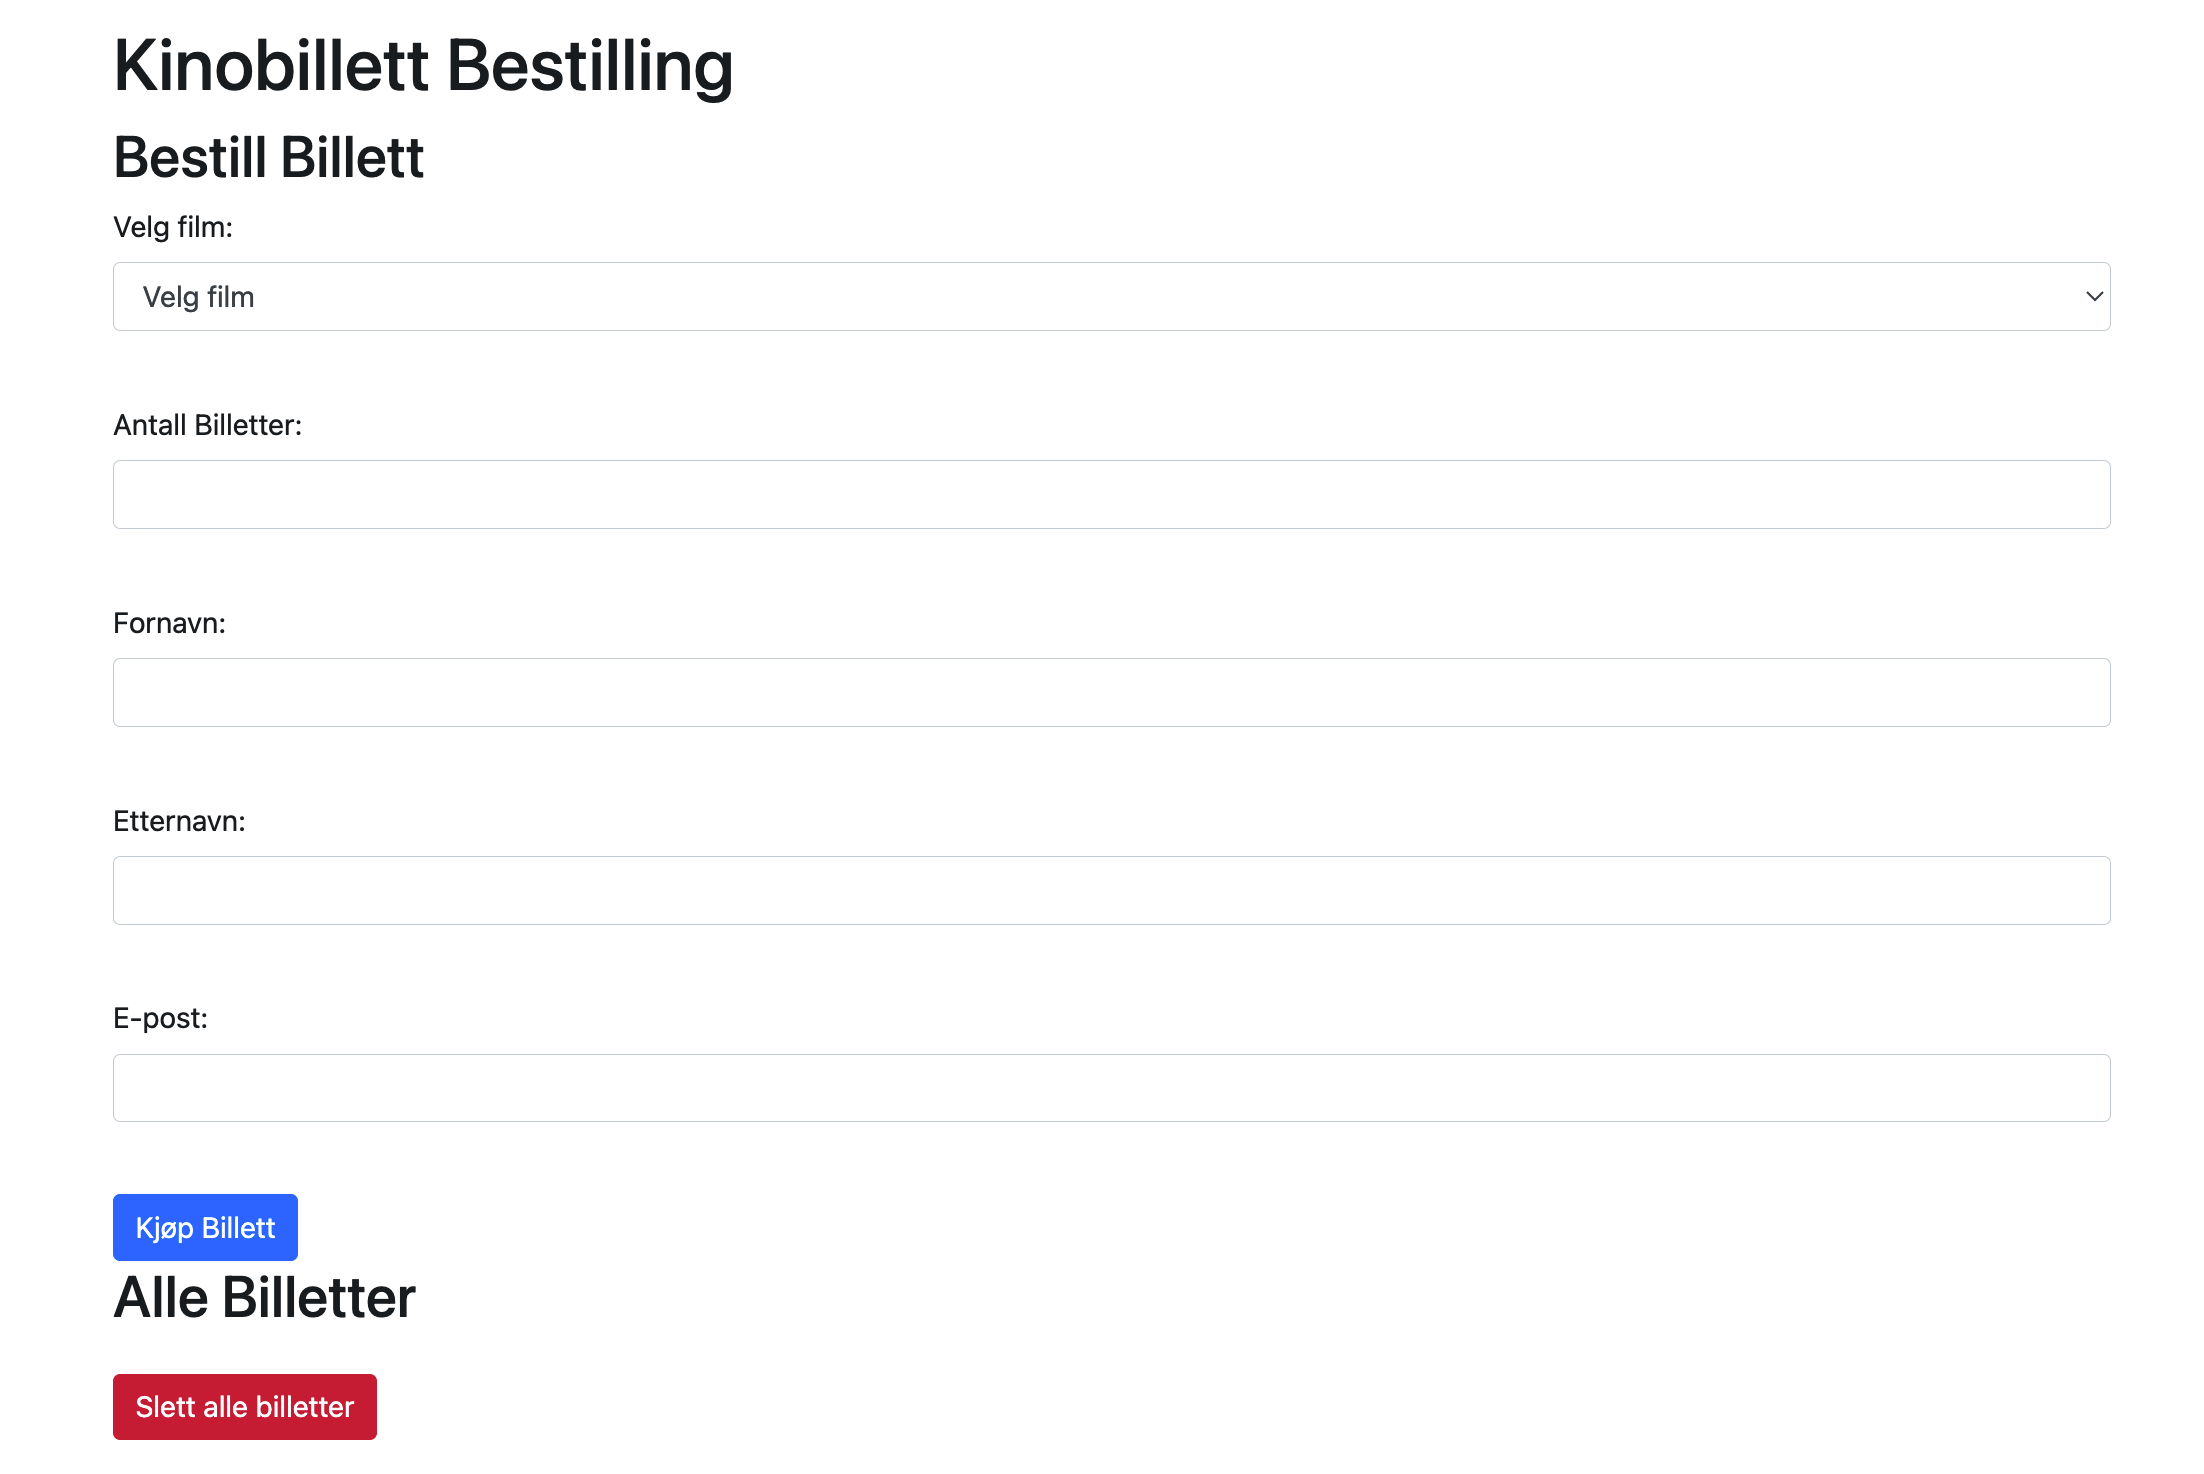 Kinobillett Bestilling
Bestill Billett
Velg film:
Velg film
Antall Billetter:
Fornavn:
Etternavn:
E-post:
Kjøp Billett
Alle Billetter
Slett alle billetter